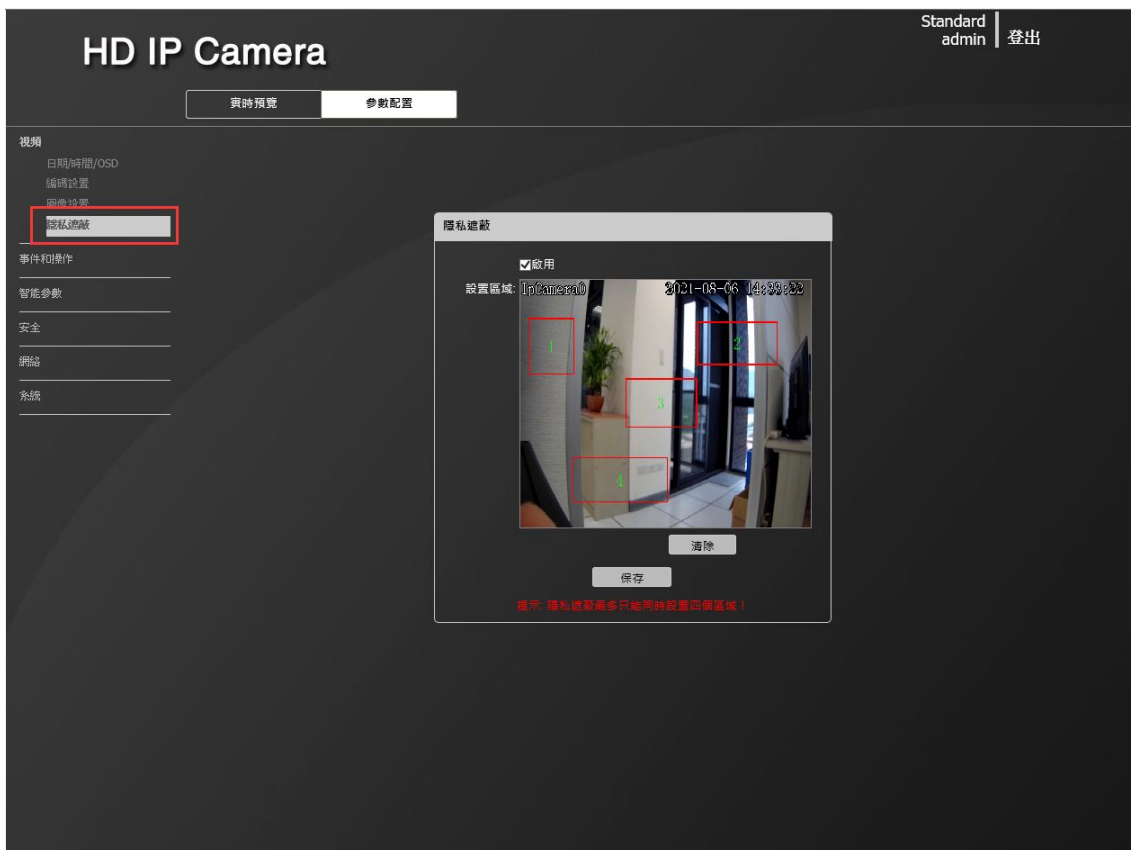 HD IP Camera
Standard
admin
登出
實時預覽
參數配置
視頻
日期/時間/OSD
編碼設置
圖像設置
隱私遮蔽
事件和操作
智能參數
安全
網絡
系統
隱私遮蔽
啟用
設置區域:
IpCamera0 2021-08-06 14:33:22
1
2
3
4
清除
保存
提示: 隱私遮蔽最多只能同時設置四個區域！